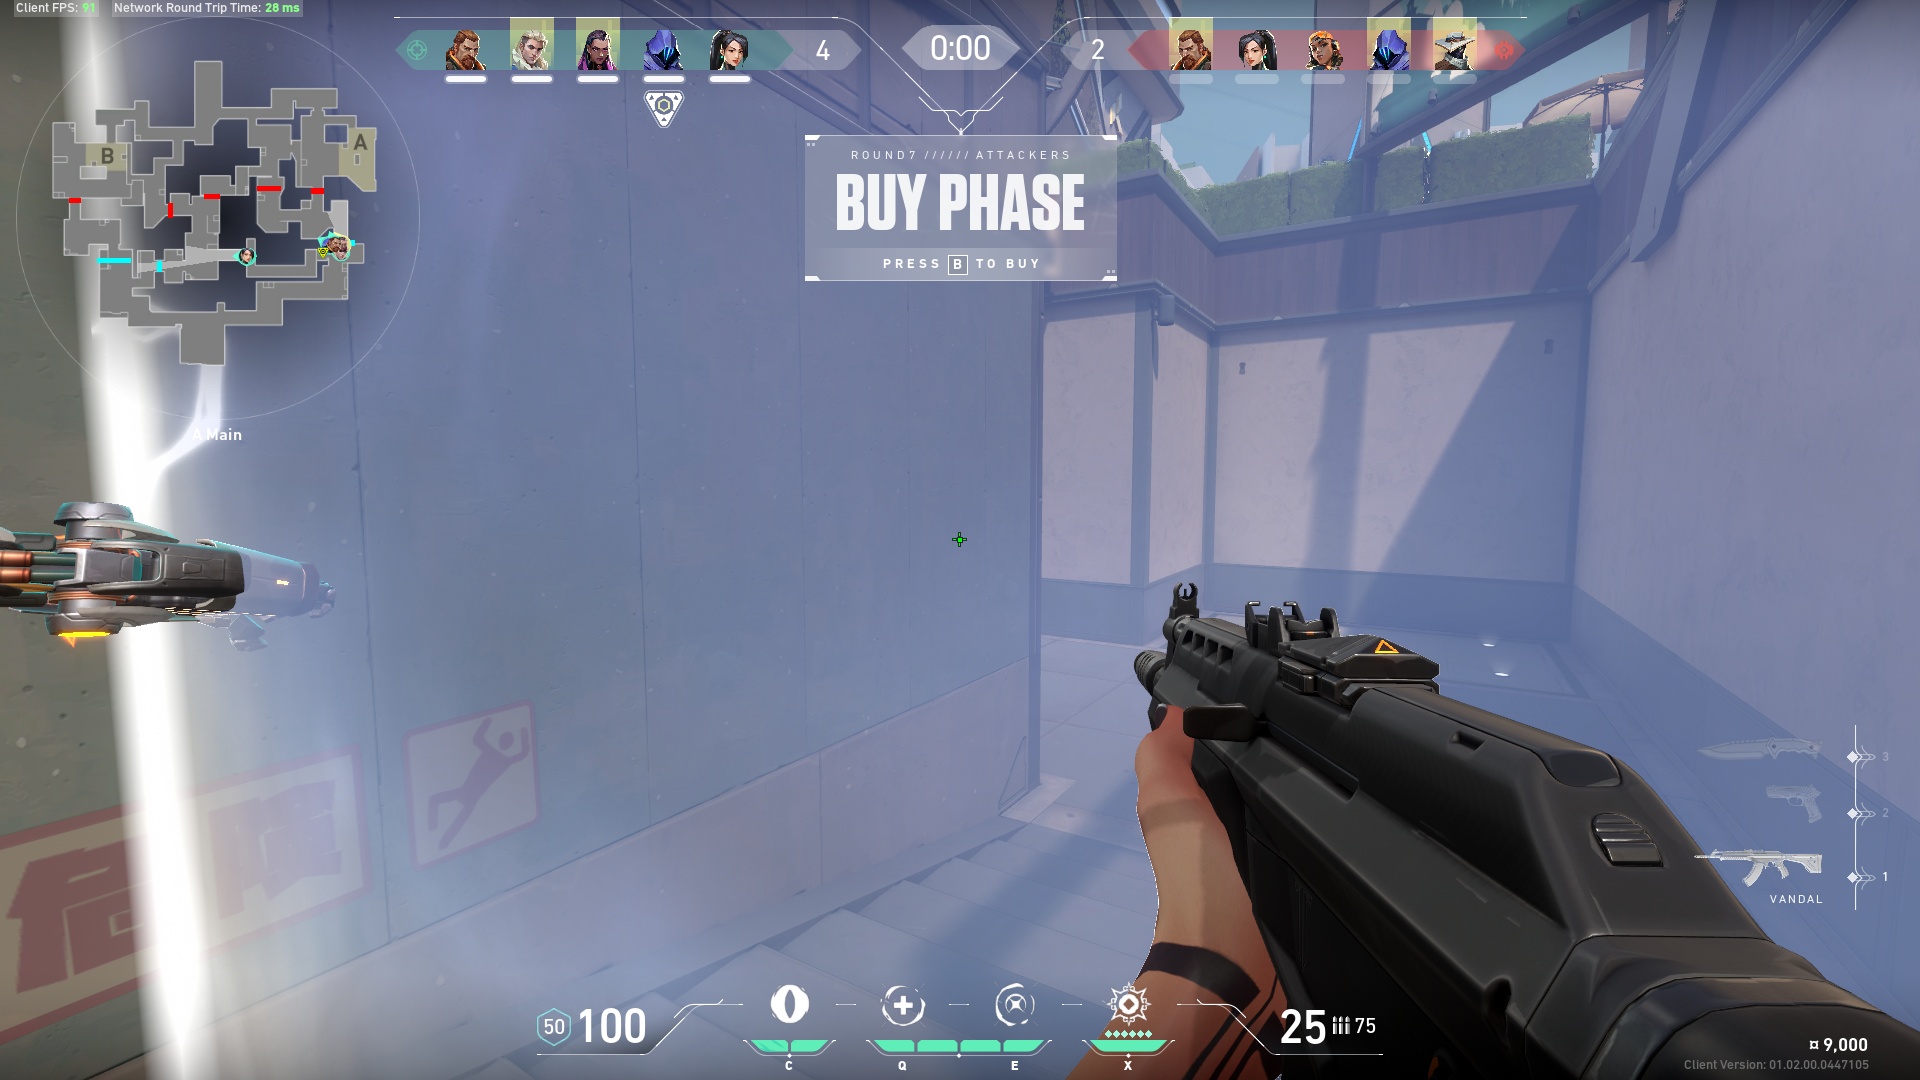 Client FPS: 91 Network Round Trip Time: 28 ms
4 0:00 2
ROUND7 ////// ATTACKERS
BUY PHASE
PRESS B TO BUY
A
B
A Main
3
2
1
VANDAL
50 100
25 75
C Q E X
¤ 9,000
Client Version: 01.02.00.0447105